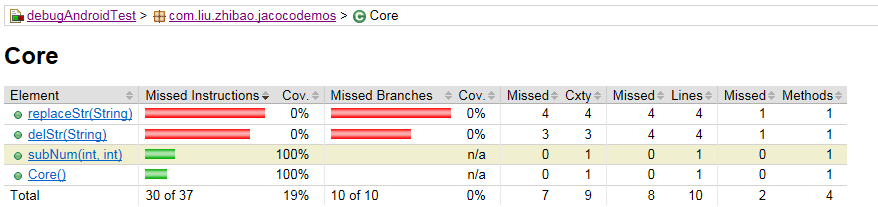 debugAndroidTest > com.liu.zhibao.jacocodemos > Core
Core
Element Missed Instructions Cov. Missed Branches Cov. Missed Cxty Missed Lines Missed Methods
replaceStr(String) 0% 0% 4 4 4 4 1 1
delStr(String) 0% 0% 3 3 4 4 1 1
subNum(int, int) 100% n/a 0 1 0 1 0 1
Core() 100% n/a 0 1 0 1 0 1
Total 30 of 37 19% 10 of 10 0% 7 9 8 10 2 4